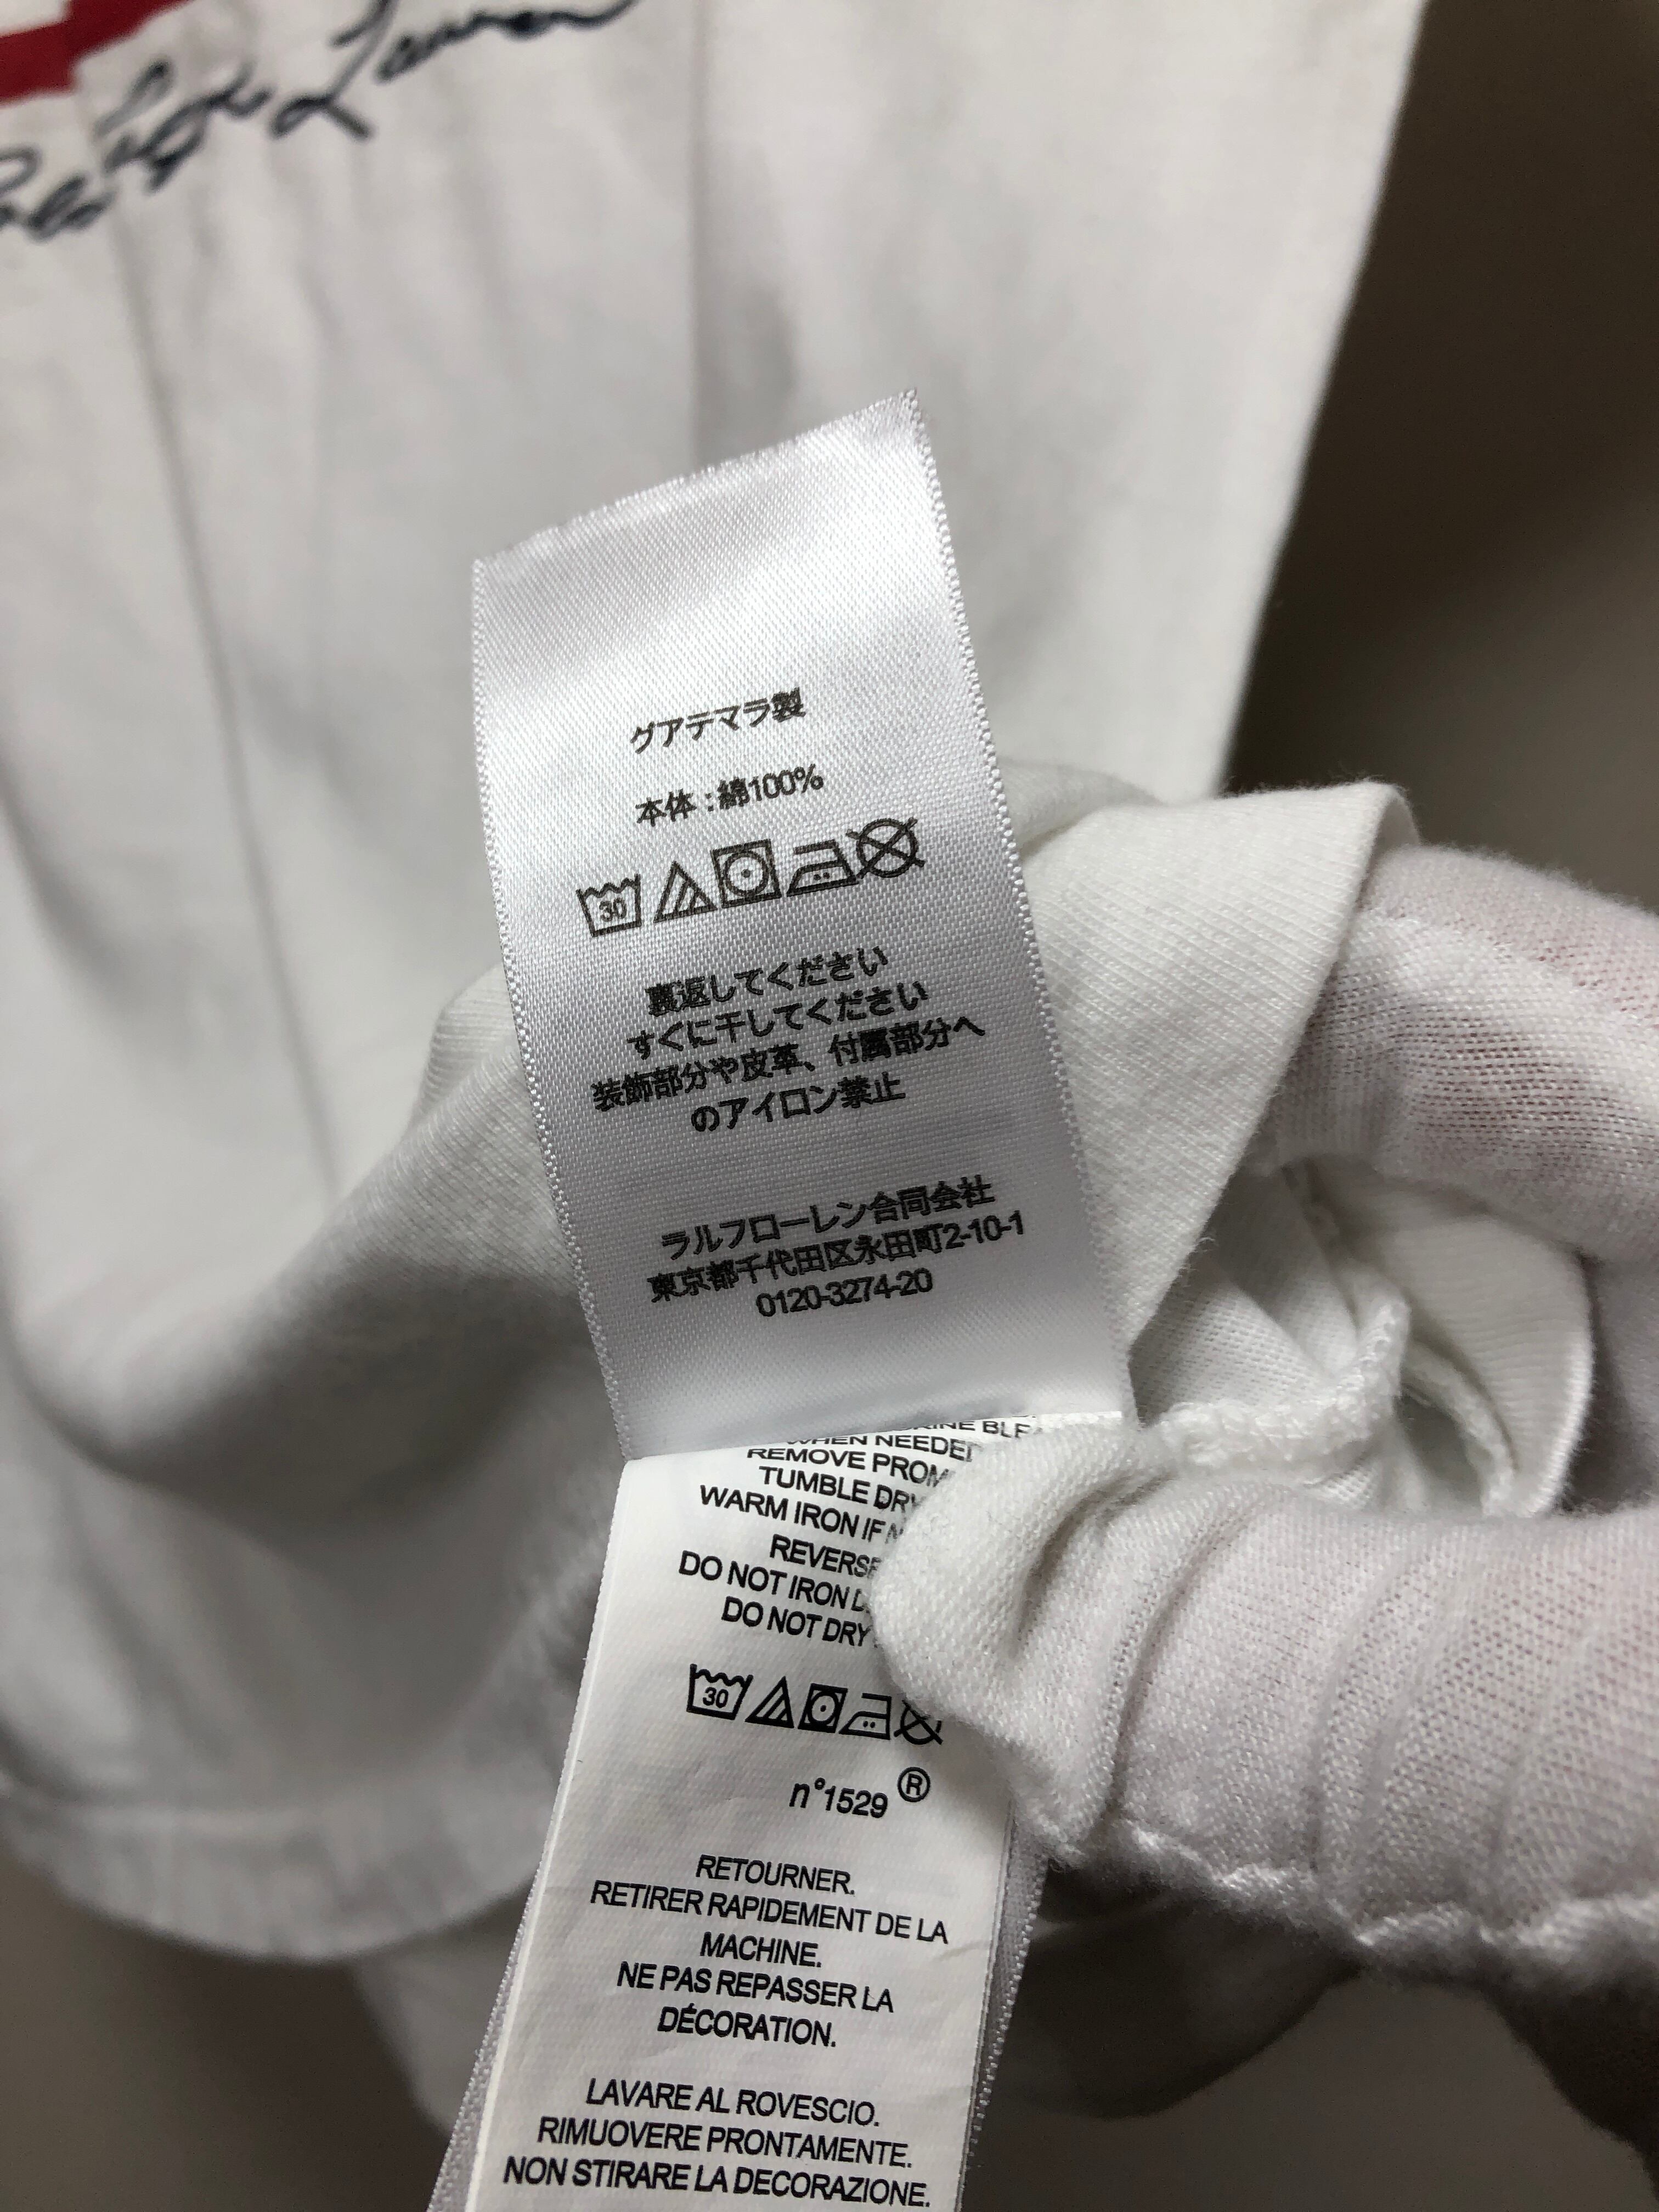 Ralph Lauren
グアテマラ製
本体 : 綿100%
30
裏返してください
すぐに干してください
装飾部分や皮革、付属部分へ
のアイロン禁止
ラルフローレン合同会社
東京都千代田区永田町2-10-1
0120-3274-20
WHEN NEEDED
REMOVE
TUMBLE DRY
WARM IRON IF
REVERSE
DO NOT IRON
DO NOT DRY
30
n°1529 ®
RETOURNER.
RETIRER RAPIDEMENT DE LA
MACHINE.
NE PAS REPASSER LA
DÉCORATION.
LAVARE AL ROVESCIO.
RIMUOVERE PRONTAMENTE.
NON STIRARE LA DECORAZIONE.